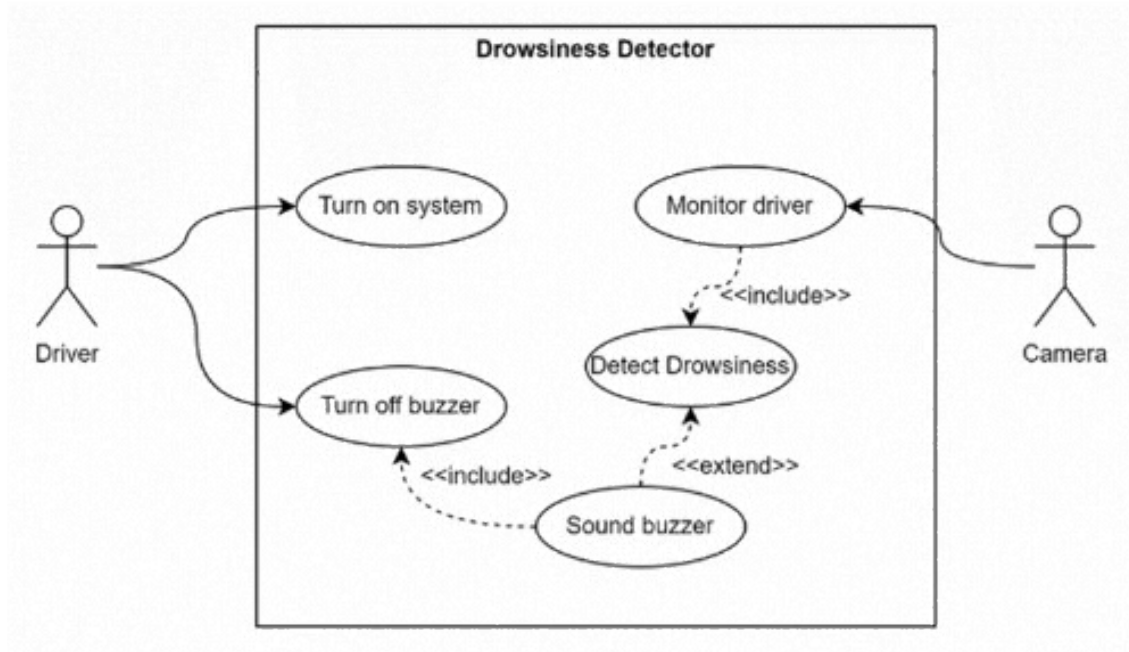 Drowsiness Detector
Turn on system
Monitor driver
<<include>>
Driver
Detect Drowsiness
Camera
Turn off buzzer
<<include>>
<<extend>>
Sound buzzer